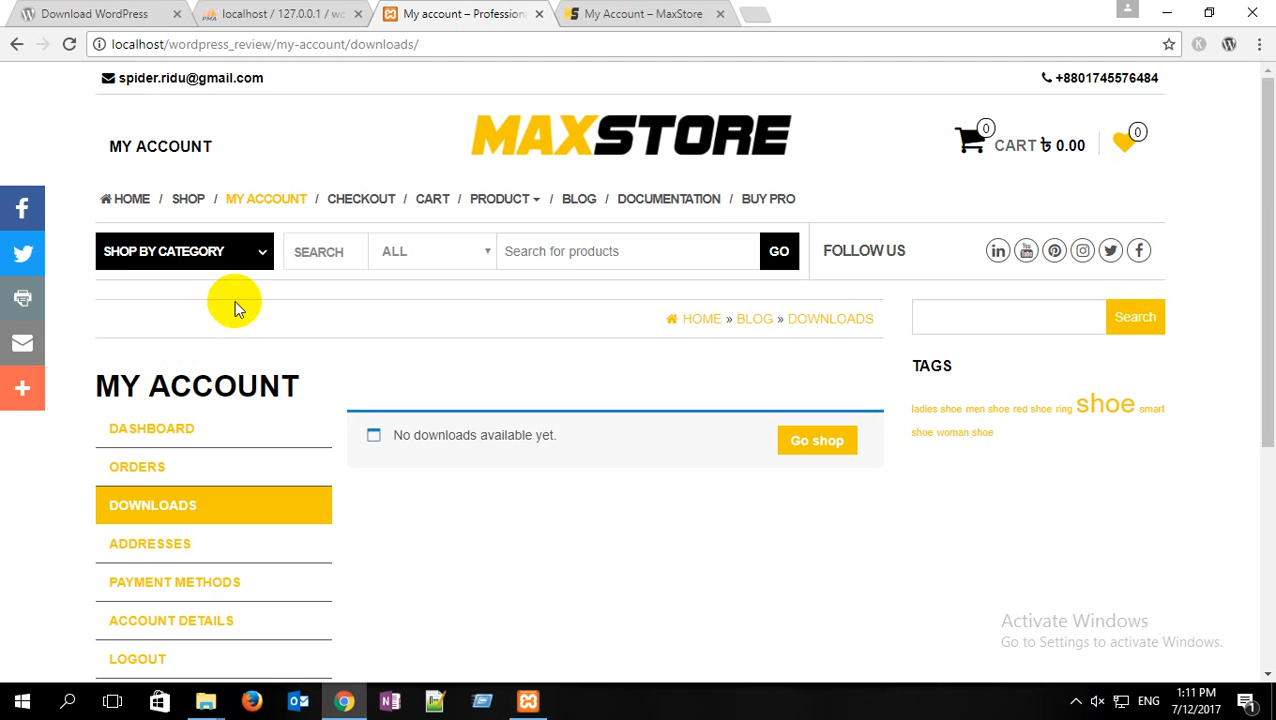 Download WordPress
localhost / 127.0.0.1 / wc
My account – Profession
My Account – MaxStore
localhost/wordpress_review/my-account/downloads/
spider.ridu@gmail.com
+8801745576484
MY ACCOUNT
MAXSTORE
0
CART ৳ 0.00
0
HOME / SHOP / MY ACCOUNT / CHECKOUT / CART / PRODUCT / BLOG / DOCUMENTATION / BUY PRO
SHOP BY CATEGORY
SEARCH
ALL
Search for products
GO
FOLLOW US
HOME » BLOG » DOWNLOADS
Search
MY ACCOUNT
TAGS
DASHBOARD
ladies shoe men shoe red shoe ring shoe smart
shoe woman shoe
No downloads available yet.
Go shop
ORDERS
DOWNLOADS
ADDRESSES
PAYMENT METHODS
ACCOUNT DETAILS
LOGOUT
Activate Windows
Go to Settings to activate Windows.
ENG
1:11 PM
7/12/2017
1